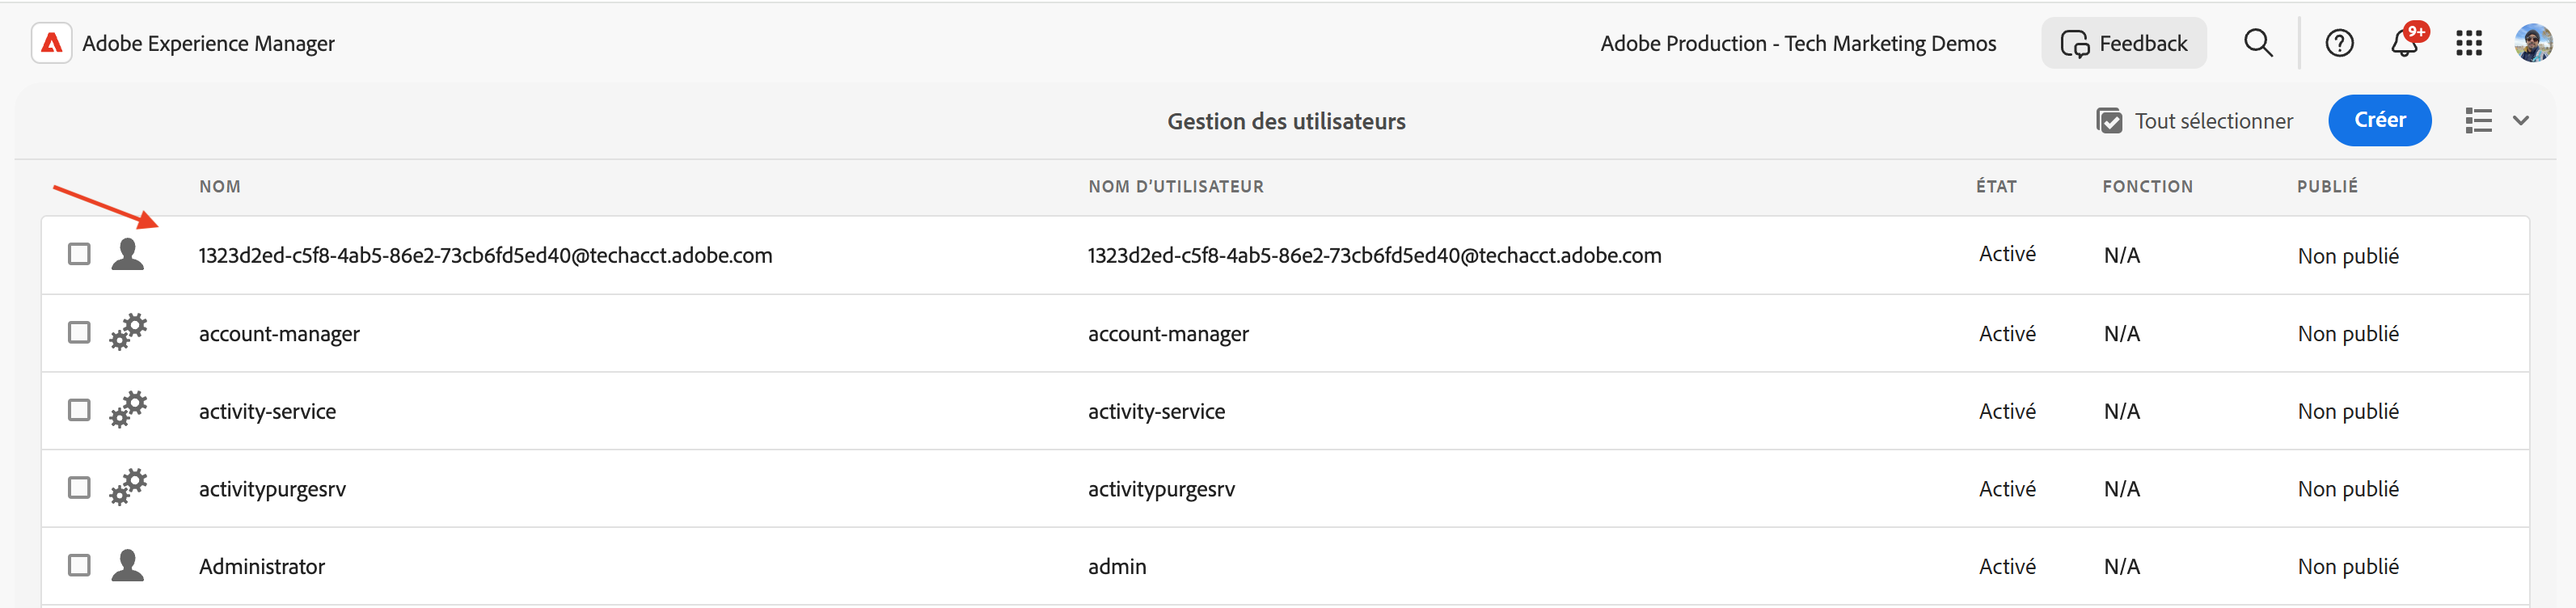 Adobe Experience Manager
Adobe Production - Tech Marketing Demos
Feedback
9+
Gestion des utilisateurs
Tout sélectionner
Créer
NOM NOM D’UTILISATEUR ÉTAT FONCTION PUBLIÉ
1323d2ed-c5f8-4ab5-86e2-73cb6fd5ed40@techacct.adobe.com 1323d2ed-c5f8-4ab5-86e2-73cb6fd5ed40@techacct.adobe.com Activé N/A Non publié
account-manager account-manager Activé N/A Non publié
activity-service activity-service Activé N/A Non publié
activitypurgesrv activitypurgesrv Activé N/A Non publié
Administrator admin Activé N/A Non publié